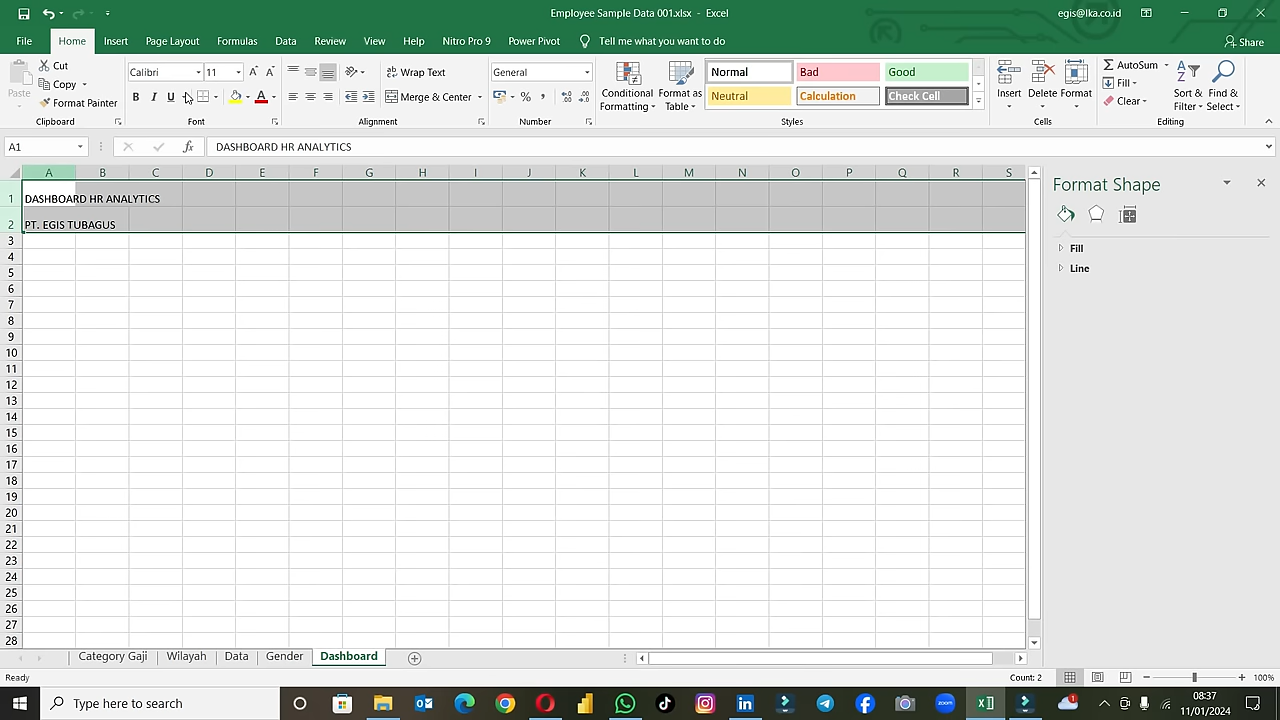 Employee Sample Data 001.xlsx - Excel
egis@lka.co.id
File Home Insert Page Layout Formulas Data Review View Help Nitro Pro 9 Power Pivot Tell me what you want to do Share
Paste
Cut
Copy
Format Painter
Clipboard
Calibri 11
B I U
Font
Wrap Text
Merge & Center
Alignment
General
% ,
Number
Conditional Formatting
Format as Table
Normal Bad Good
Neutral Calculation Check Cell
Styles
Insert Delete Format
Cells
AutoSum
Fill
Clear
Sort & Filter
Find & Select
Editing
A1 fx DASHBOARD HR ANALYTICS
A B C D E F G H I J K L M N O P Q R S
1 DASHBOARD HR ANALYTICS
2 PT. EGIS TUBAGUS
3
4
5
6
7
8
9
10
11
12
13
14
15
16
17
18
19
20
21
22
23
24
25
26
27
28
Format Shape
Fill
Line
Category Gaji Wilayah Data Gender Dashboard
Ready Count: 2 100%
Type here to search
zoom
1
08:37
11/01/2024